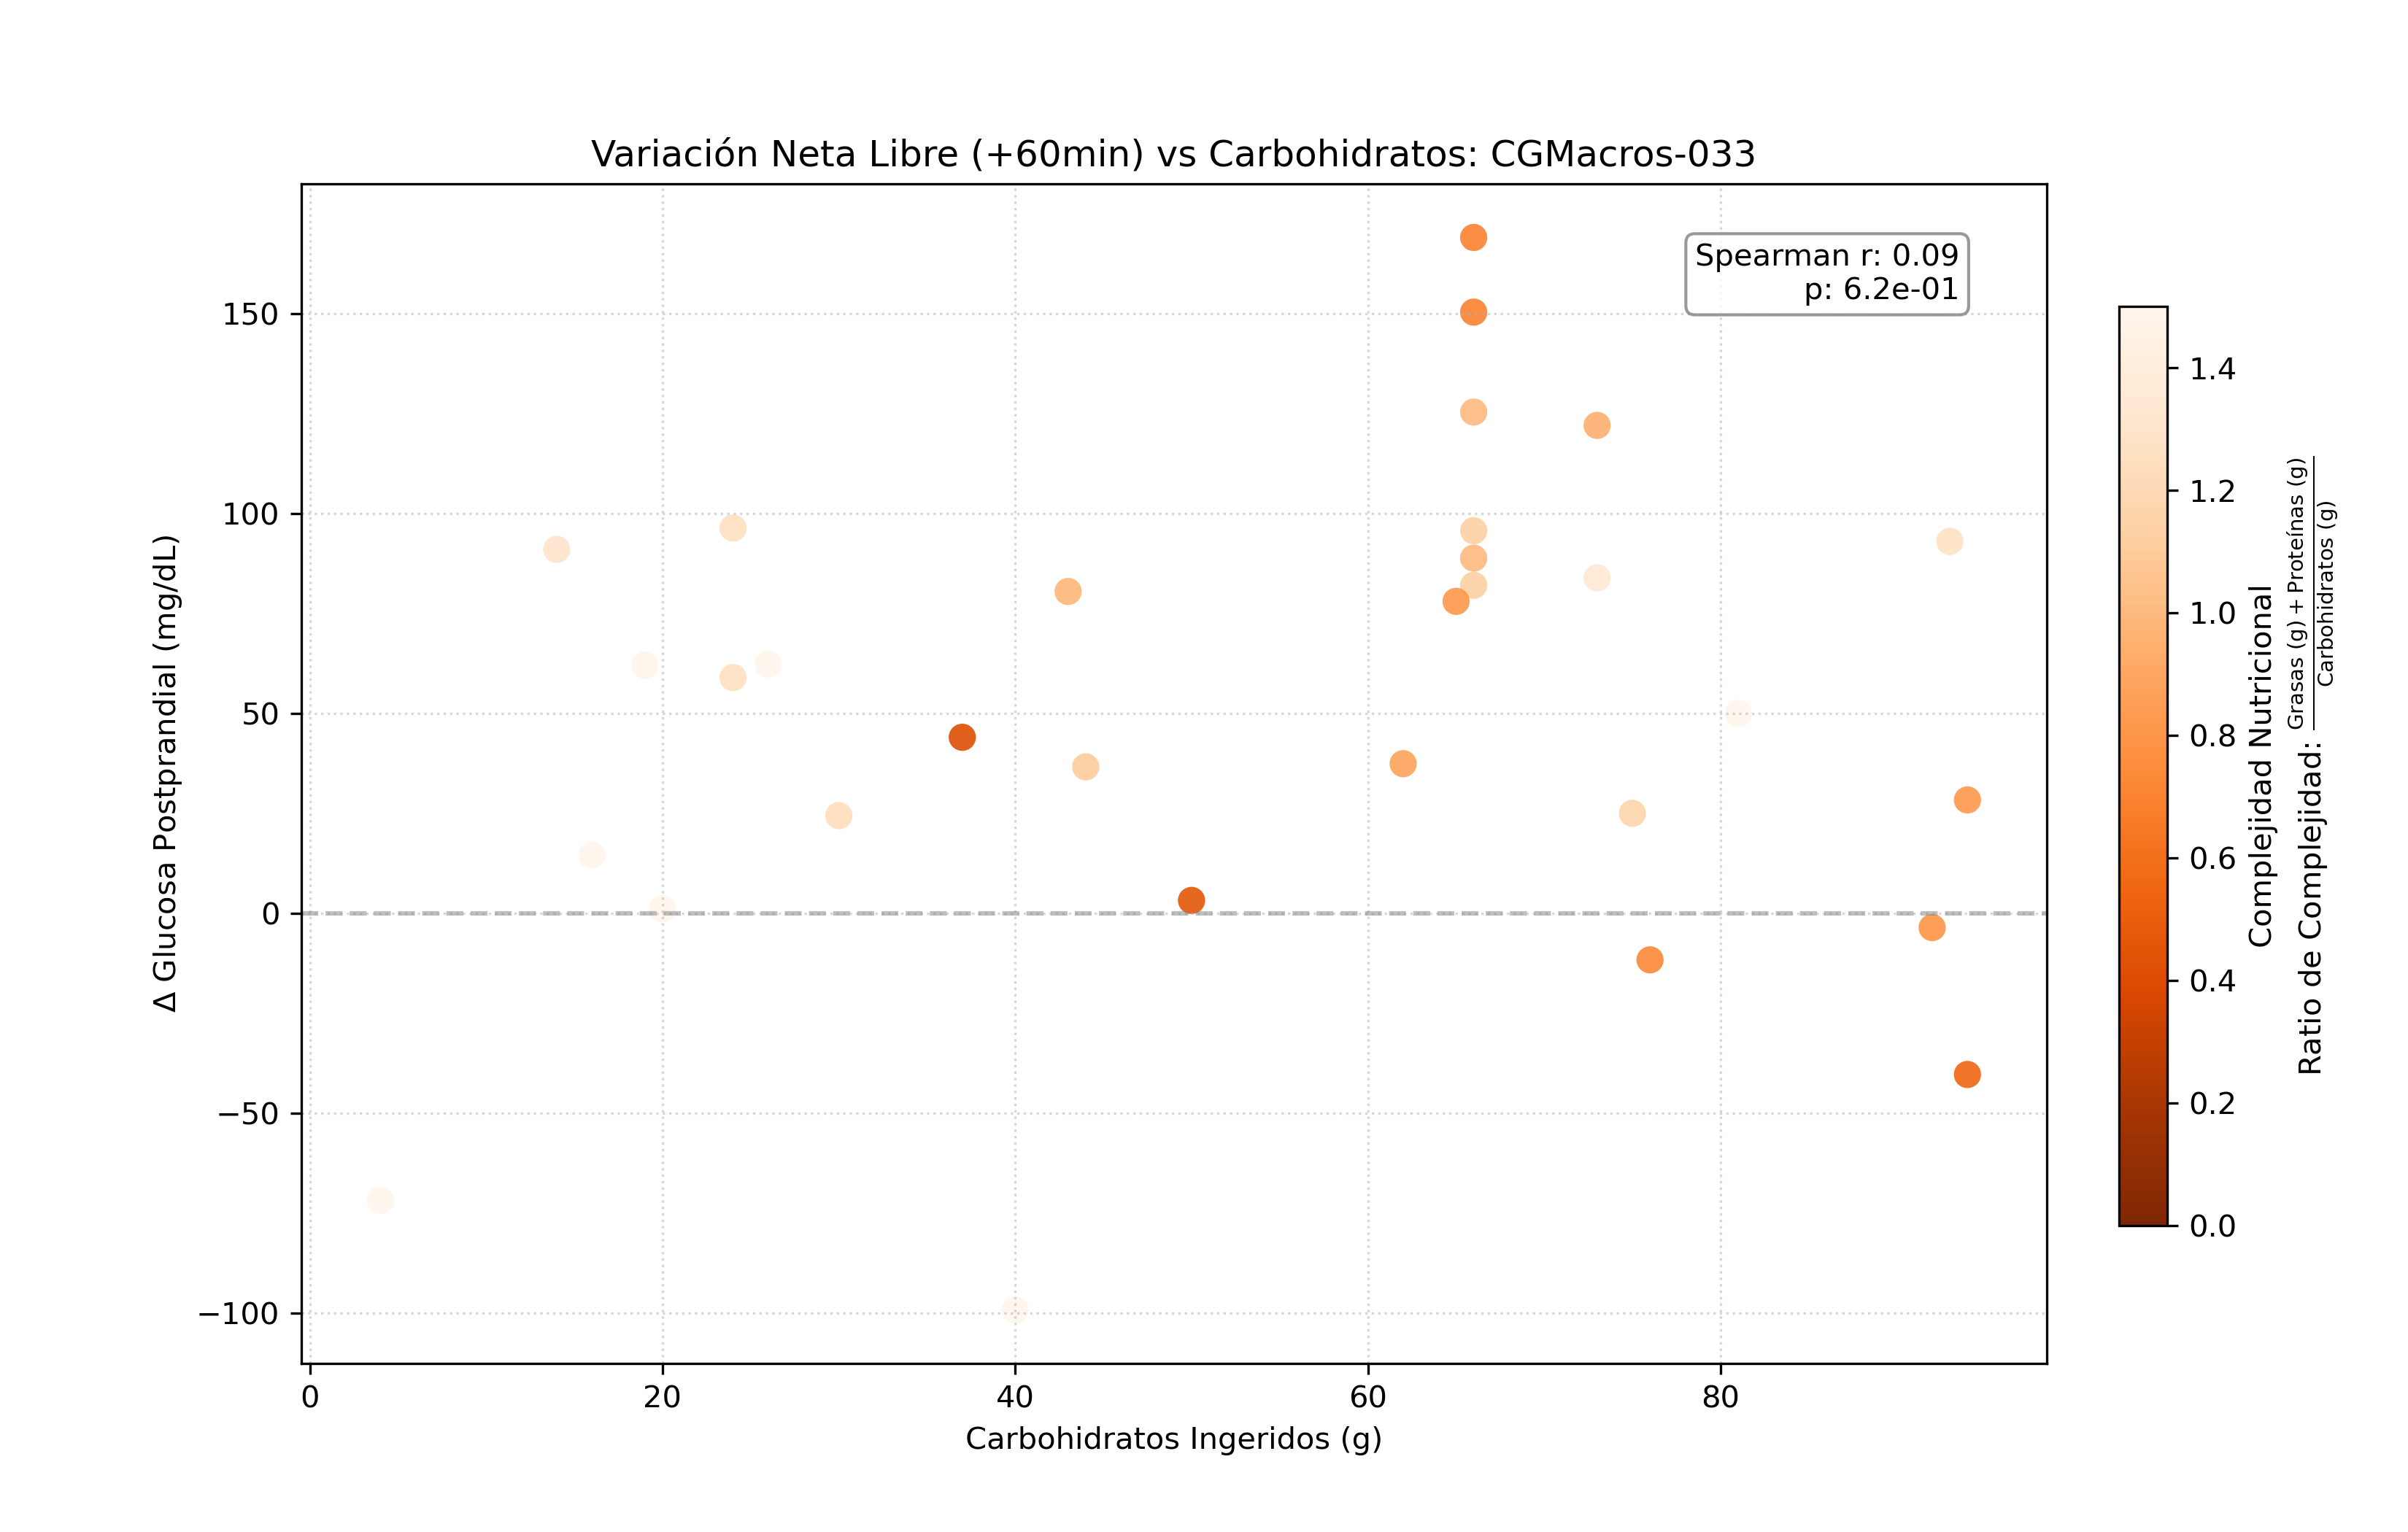 Variación Neta Libre (+60min) vs Carbohidratos: CGMacros-033
Spearman r: 0.09
p: 6.2e-01
Δ Glucosa Postprandial (mg/dL)
150
100
50
0
−50
−100
0
20
40
60
80
Carbohidratos Ingeridos (g)
1.4
1.2
1.0
0.8
0.6
0.4
0.2
0.0
Complejidad Nutricional
Ratio de Complejidad:
Grasas (g) + Proteínas (g)
Carbohidratos (g)